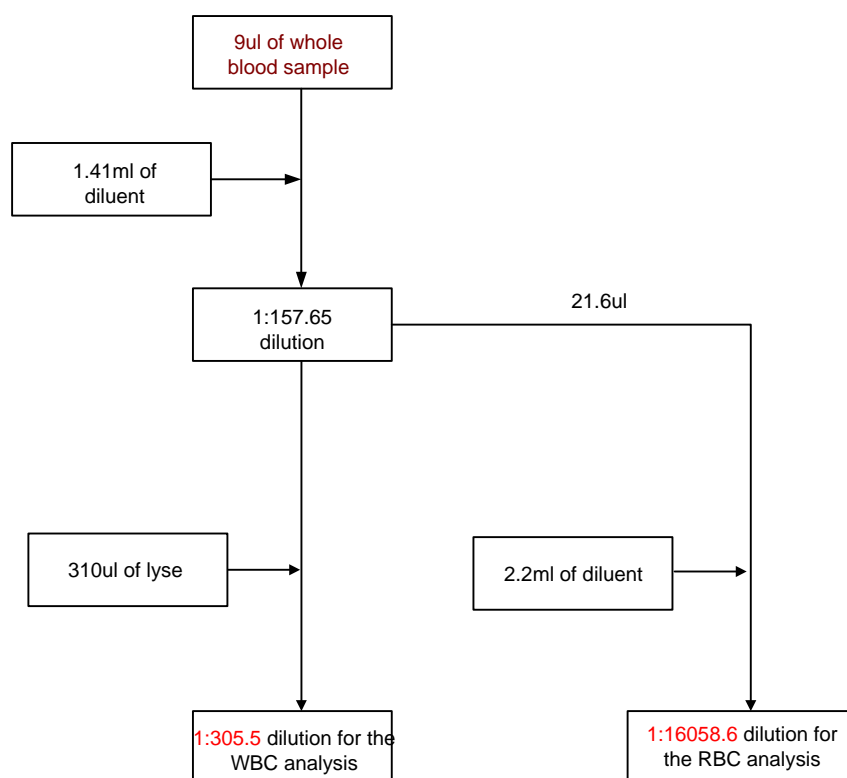 9ul of whole
blood sample
1.41ml of
diluent
1:157.65
dilution
21.6ul
310ul of lyse
2.2ml of diluent
1:305.5 dilution for the
WBC analysis
1:16058.6 dilution for
the RBC analysis